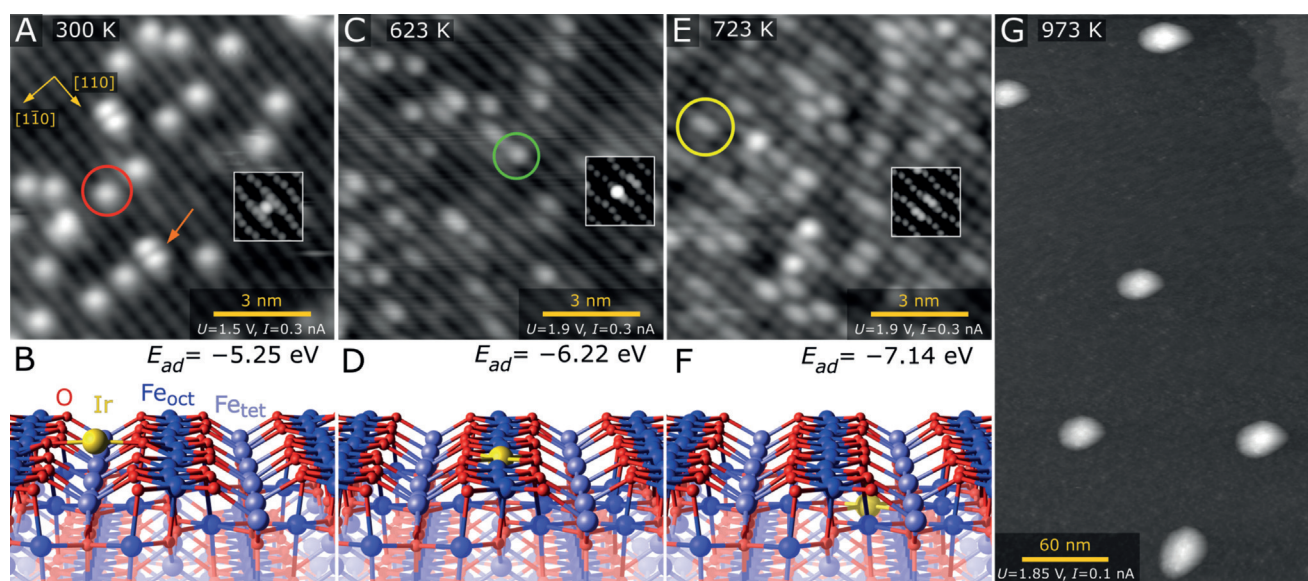 A 300 K
[110]
[11̅0]
3 nm
U=1.5 V, I=0.3 nA
C 623 K
3 nm
U=1.9 V, I=0.3 nA
E 723 K
3 nm
U=1.9 V, I=0.3 nA
G 973 K
60 nm
U=1.85 V, I=0.1 nA
B
E_ad = −5.25 eV
O Ir Fe_oct Fe_tet
D
E_ad = −6.22 eV
F
E_ad = −7.14 eV